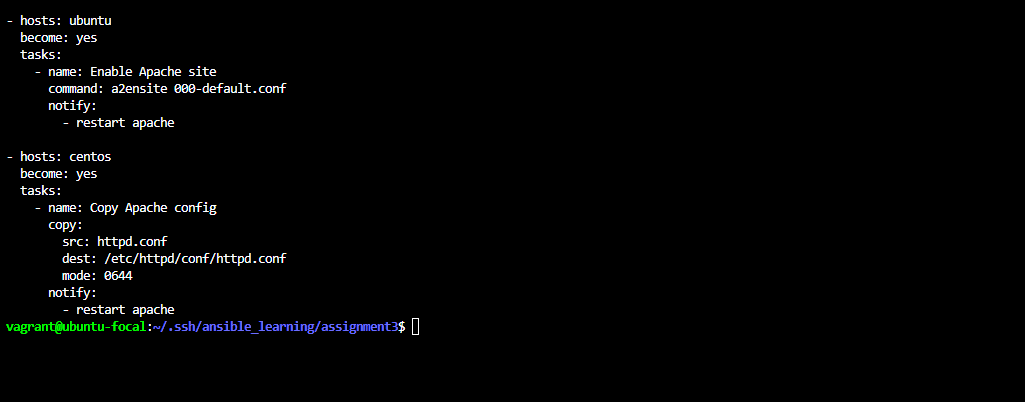 - hosts: ubuntu
  become: yes
  tasks:
    - name: Enable Apache site
      command: a2ensite 000-default.conf
      notify:
        - restart apache

- hosts: centos
  become: yes
  tasks:
    - name: Copy Apache config
      copy:
        src: httpd.conf
        dest: /etc/httpd/conf/httpd.conf
        mode: 0644
      notify:
        - restart apache
vagrant@ubuntu-focal:~/.ssh/ansible_learning/assignment3$